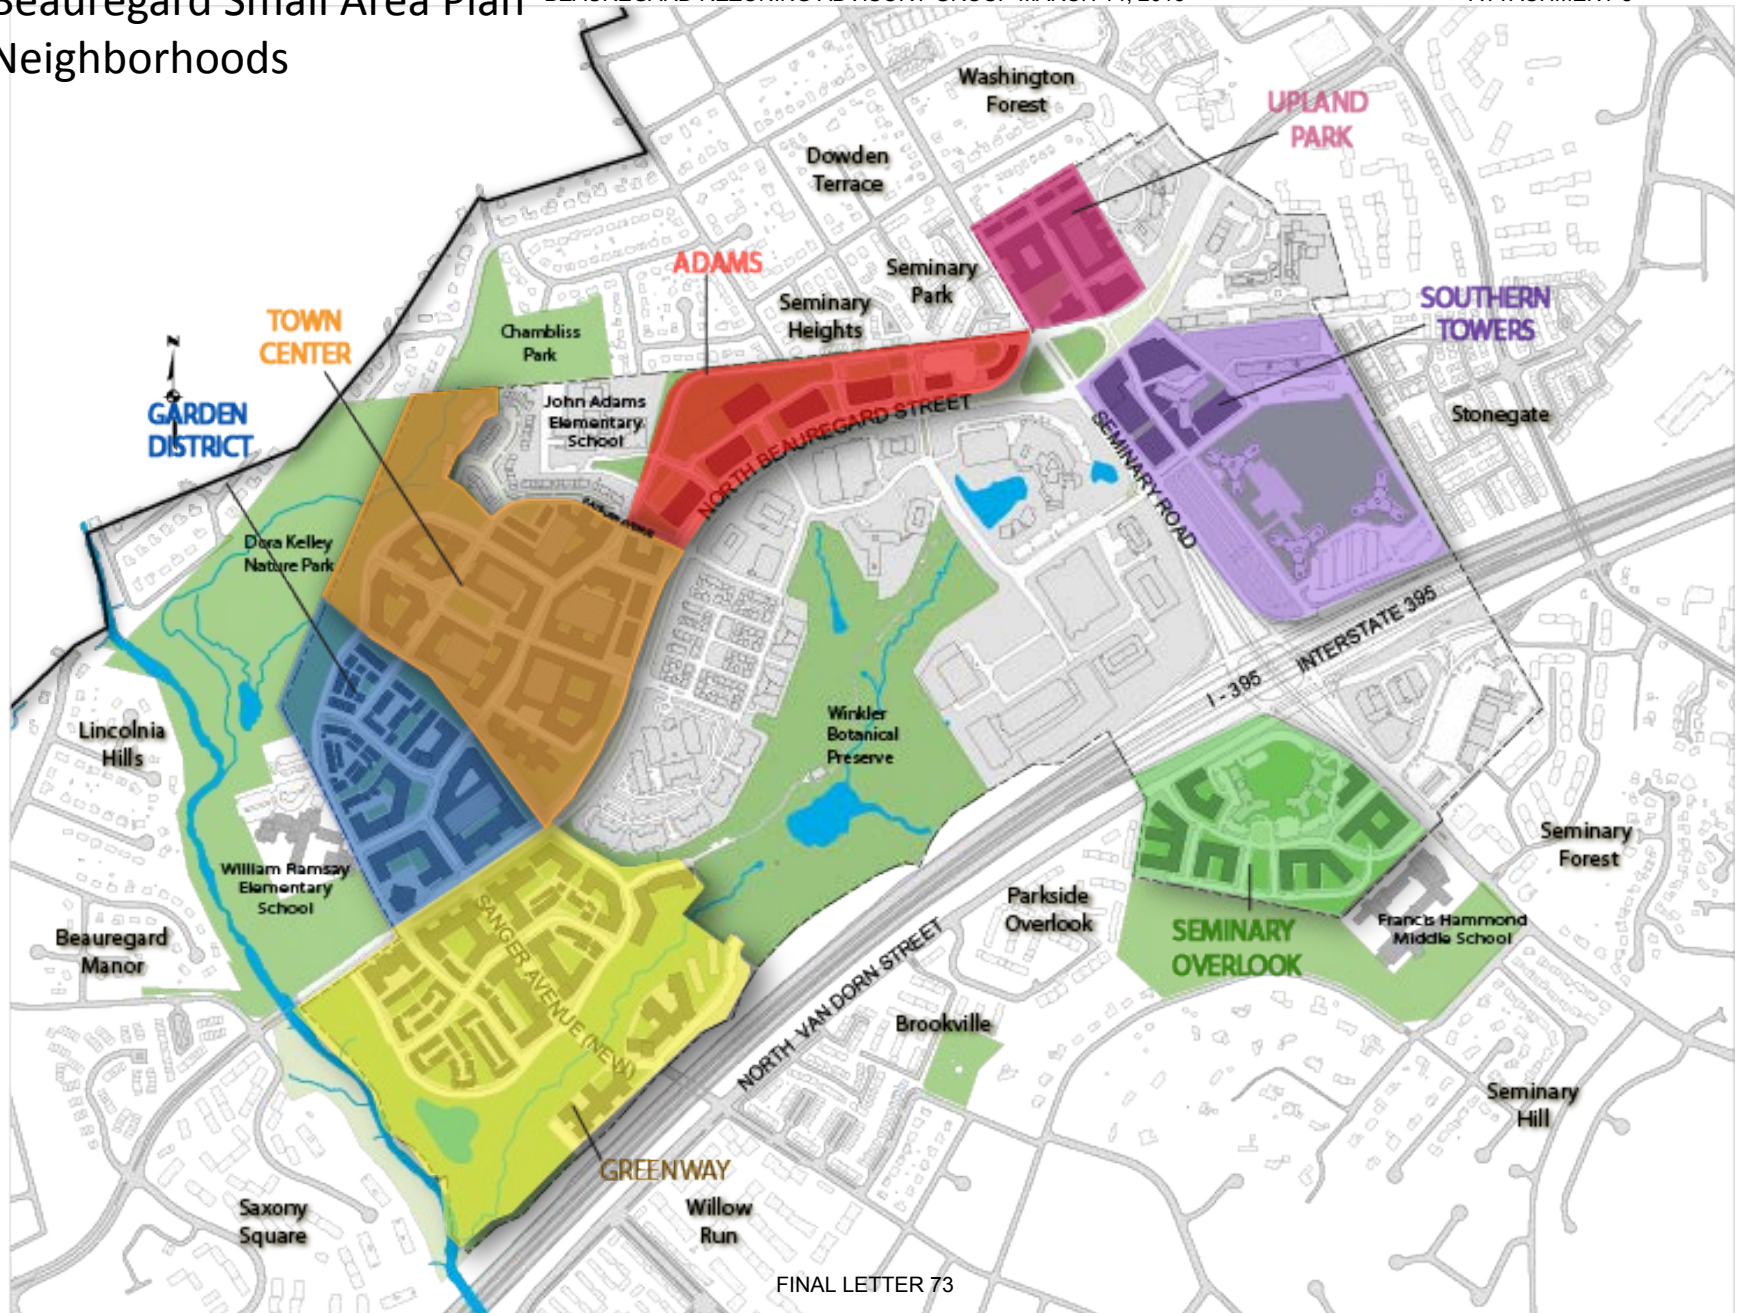 Beauregard Small Area Plan
Neighborhoods
Washington
Forest
UPLAND
PARK
Dowden
Terrace
ADAMS
Seminary
Park
Seminary
Heights
SOUTHERN
TOWERS
TOWN
CENTER
Chambliss
Park
N
GARDEN
DISTRICT
John Adams
Elementary
School
NORTH BEAUREGARD STREET
SEMINARY ROAD
Stonegate
Dora Kelley
Nature Park
INTERSTATE 395
I - 395
Lincolnia
Hills
Winkler
Botanical
Preserve
William Ramsay
Elementary
School
Seminary
Forest
Parkside
Overlook
SEMINARY
OVERLOOK
Francis Hammond
Middle School
Beauregard
Manor
SANGER AVENUE (NEW)
NORTH VAN DORN STREET
Brookville
Seminary
Hill
GREENWAY
Saxony
Square
Willow
Run
FINAL LETTER 73